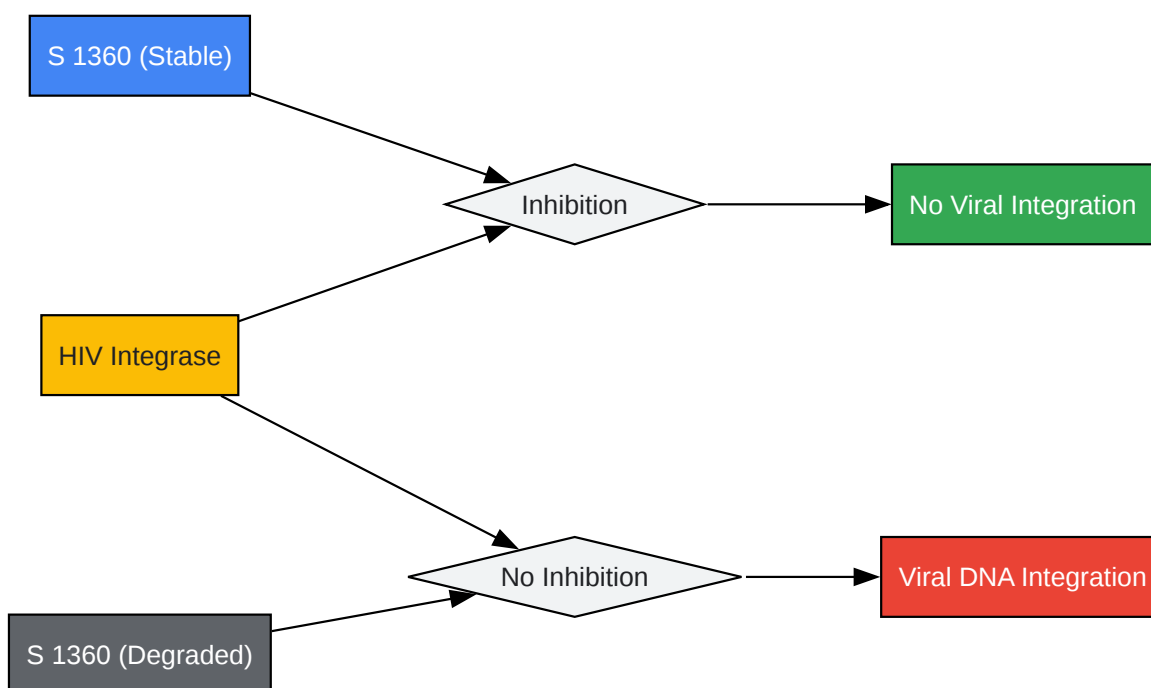 S 1360 (Stable)
Inhibition
No Viral Integration
HIV Integrase
No Inhibition
Viral DNA Integration
S 1360 (Degraded)